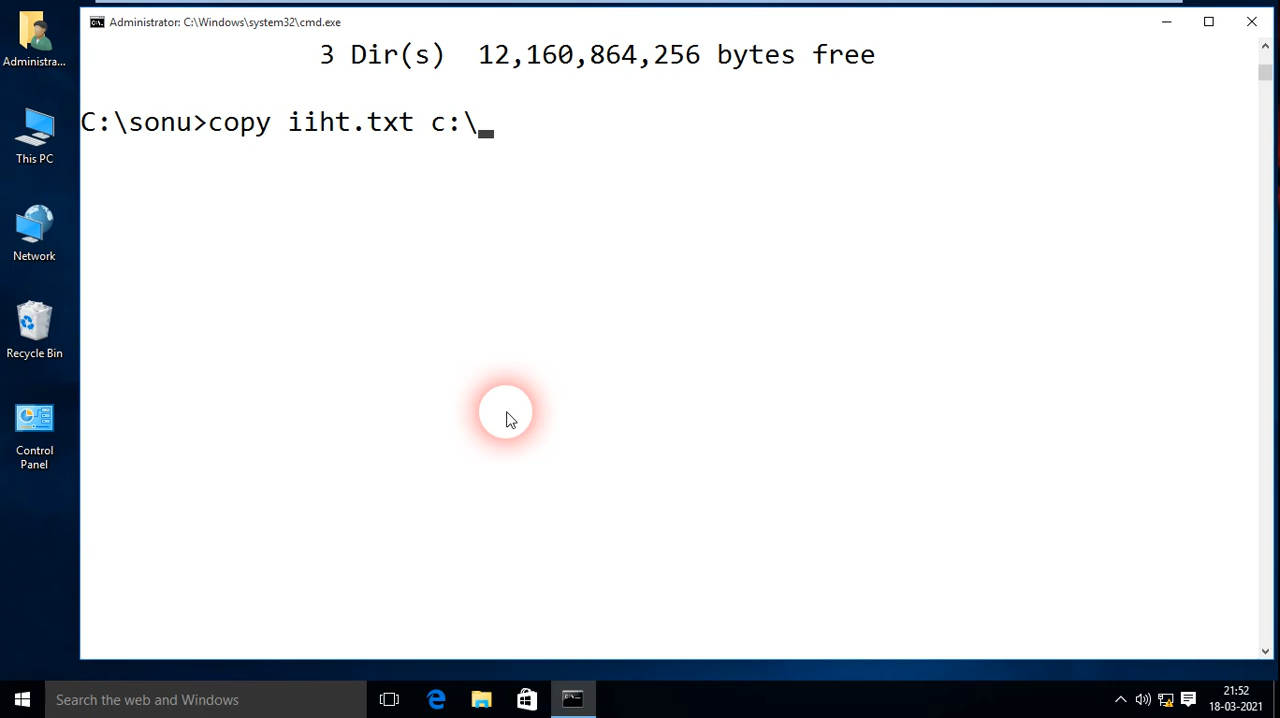 Administrator: C:\Windows\system32\cmd.exe
3 Dir(s)  12,160,864,256 bytes free
C:\sonu>copy iiht.txt c:\
Administra...
This PC
Network
Recycle Bin
Control
Panel
Search the web and Windows
21:52
18-03-2021